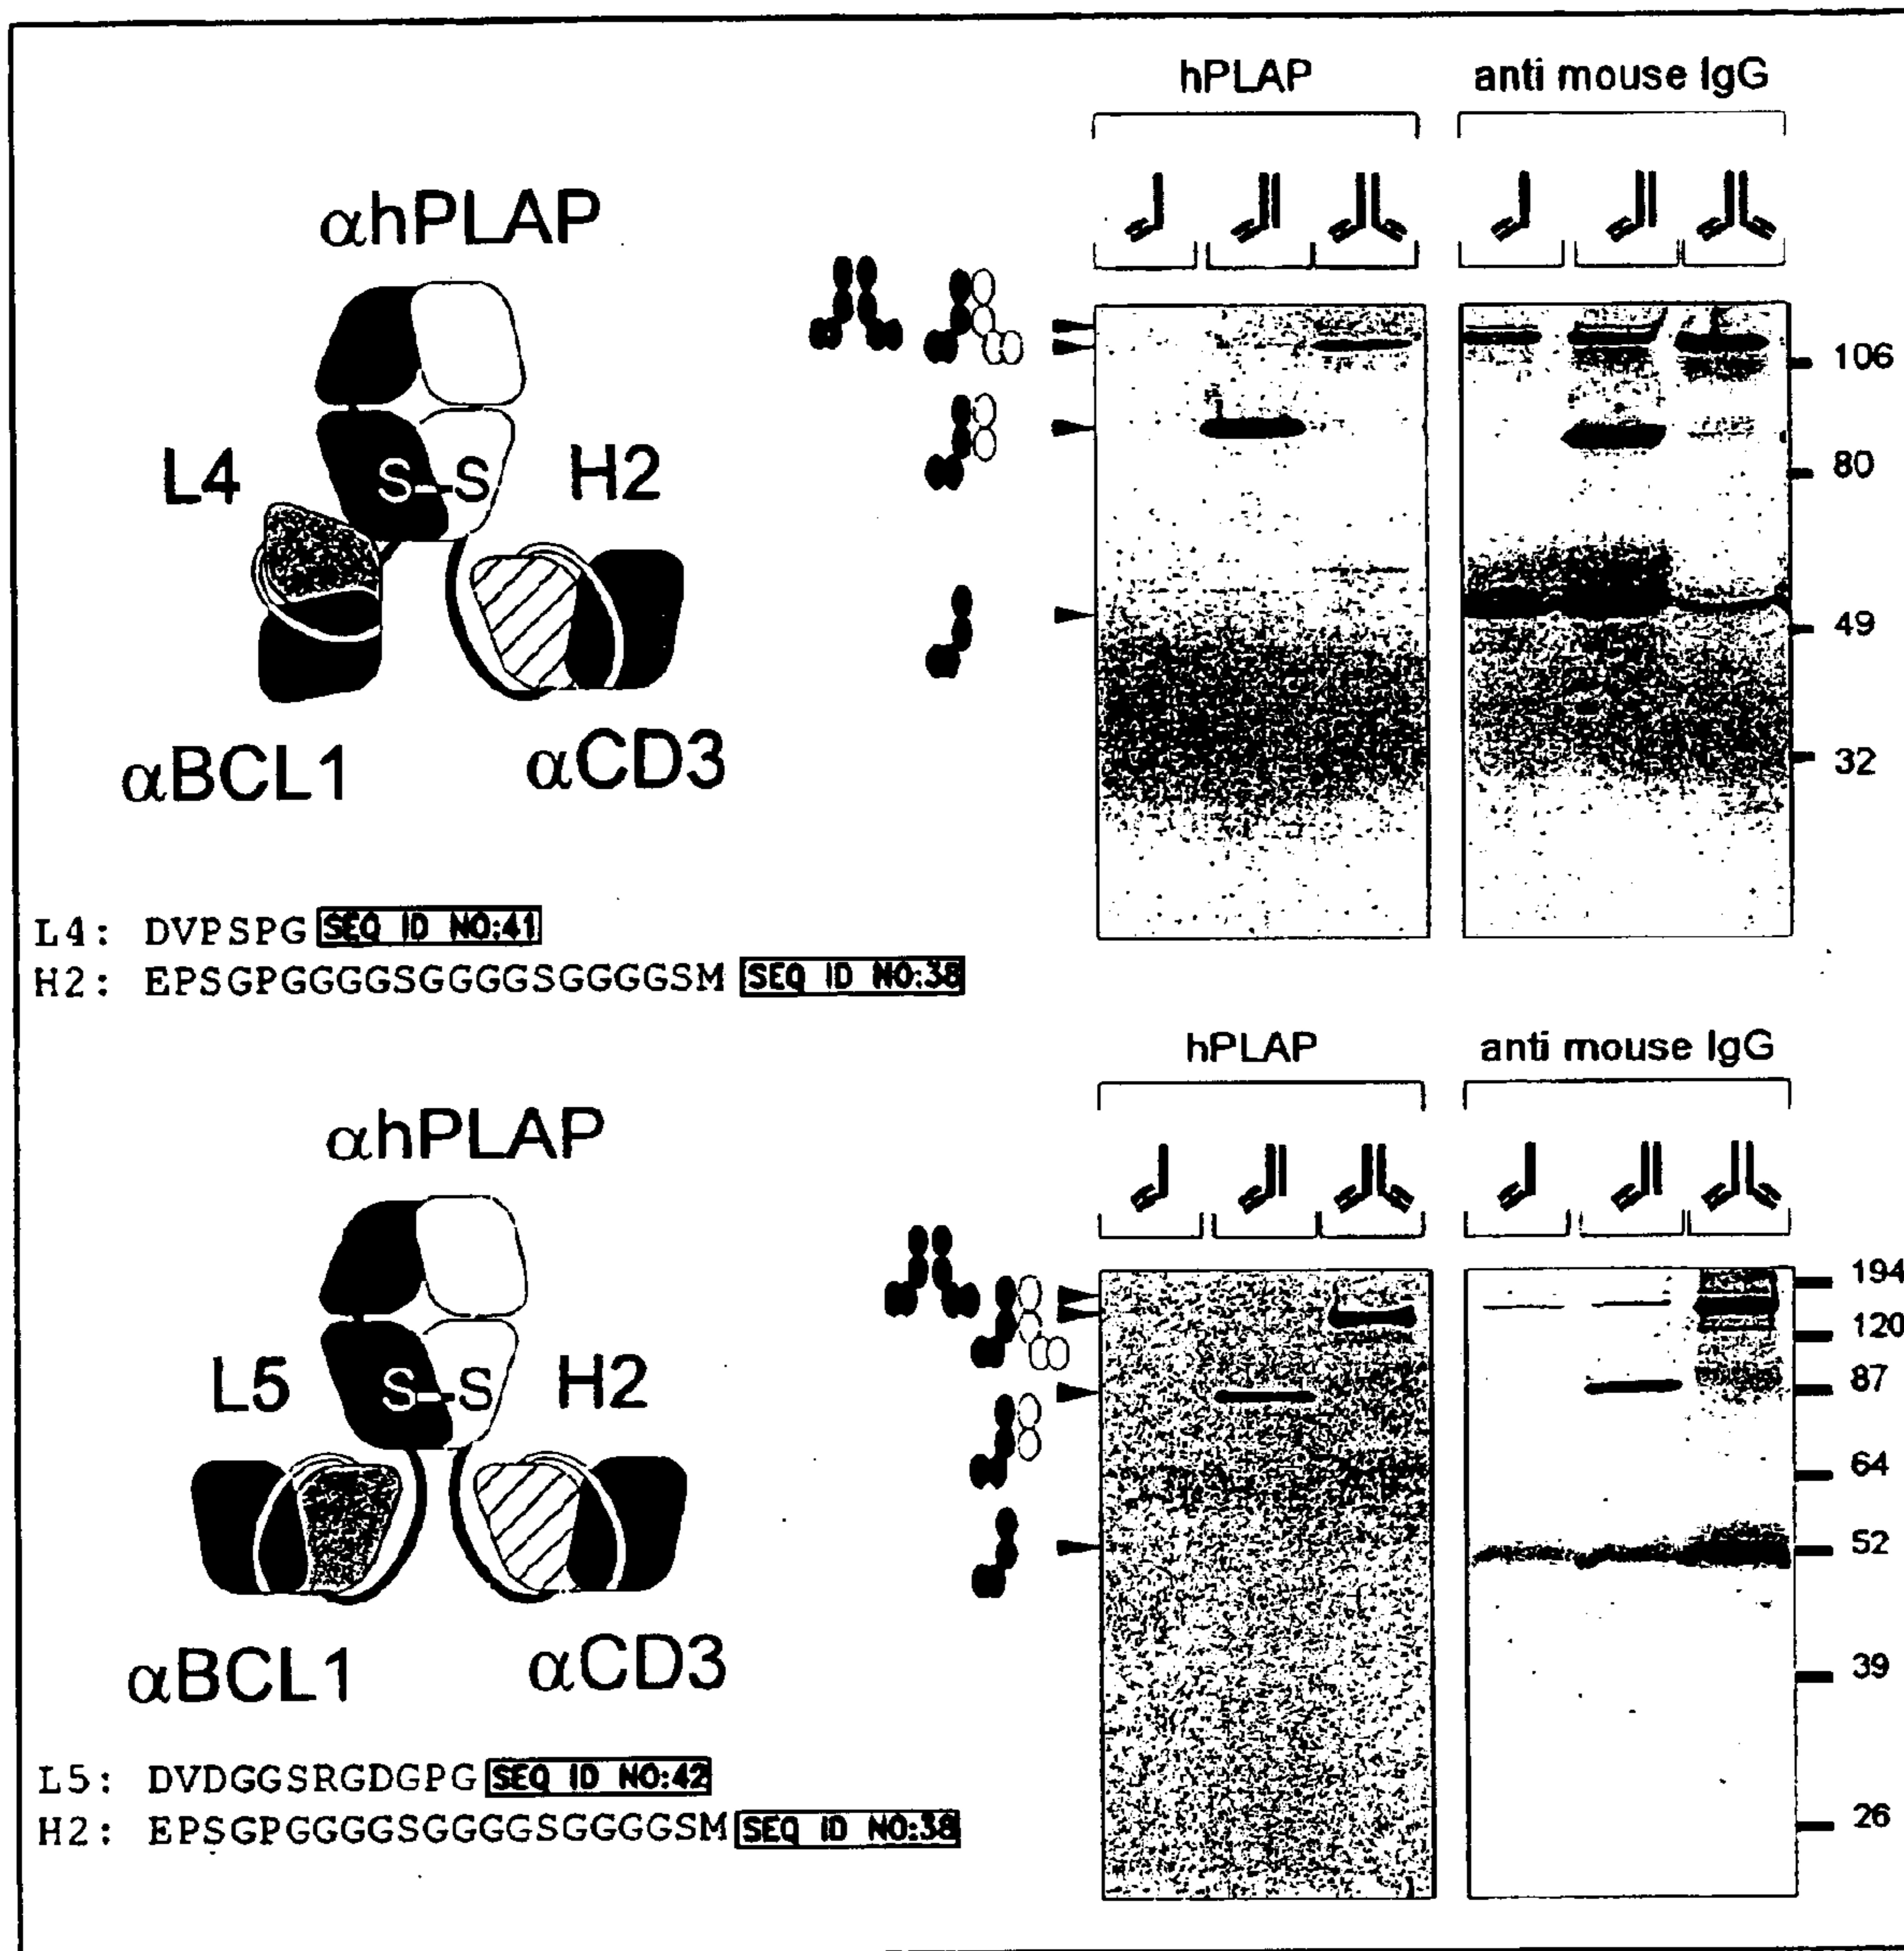 hPLAP
anti mouse IgG
αhPLAP
L4
S--S
H2
αBCL1
αCD3
106
80
49
32
L4: DVPSPG SEQ ID NO:41
H2: EPSGPGGGGSGGGGSGGGGSM SEQ ID NO:38
hPLAP
anti mouse IgG
αhPLAP
L5
S--S
H2
αBCL1
αCD3
194
120
87
64
52
39
26
L5: DVDGGSRGDGPG SEQ ID NO:42
H2: EPSGPGGGGSGGGGSGGGGSM SEQ ID NO:38